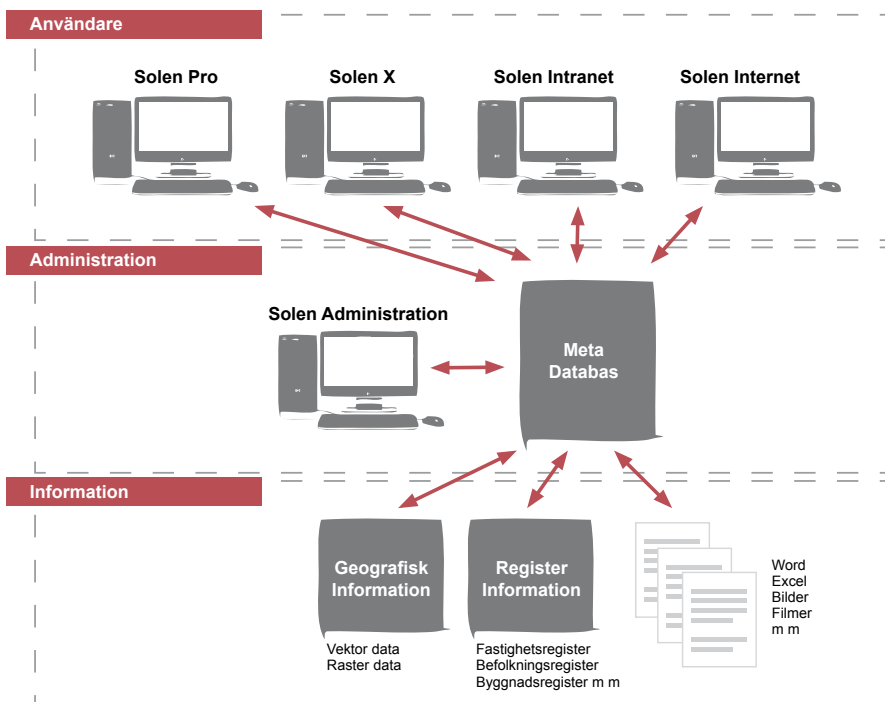 Användare
Solen Pro
Solen X
Solen Intranet
Solen Internet
Administration
Solen Administration
Meta
Databas
Information
Geografisk
Information
Vektor data
Raster data
Register
Information
Fastighetsregister
Befolkningsregister
Byggnadsregister m m
Word
Excel
Bilder
Filmer
m m